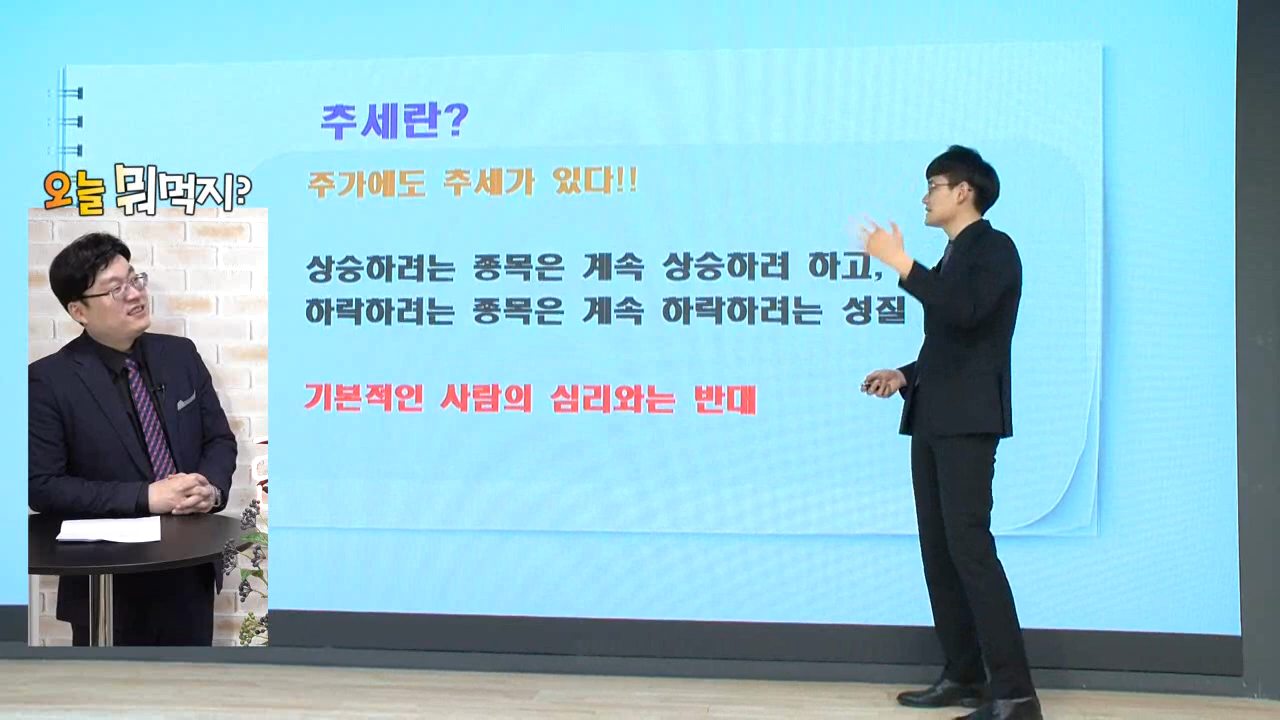 추세란?
오늘 뭐먹지?
주가에도 추세가 있다!!
상승하려는 종목은 계속 상승하려 하고,
하락하려는 종목은 계속 하락하려는 성질
기본적인 사람의 심리와는 반대